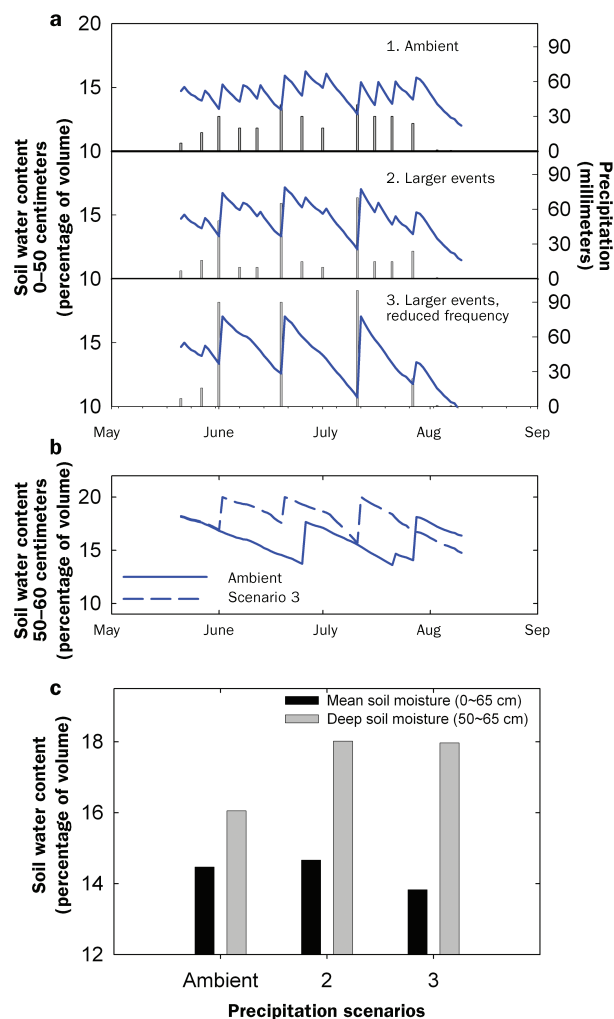 a
20
15
10
15
10
15
10
90
60
30
0
90
60
30
0
90
60
30
0
1. Ambient
2. Larger events
3. Larger events,
reduced frequency
Soil water content
0–50 centimeters
(percentage of volume)
Precipitation
(millimeters)
May June July Aug Sep
b
20
15
10
Soil water content
50–60 centimeters
(percentage of volume)
Ambient
Scenario 3
May June July Aug Sep
c
Mean soil moisture (0~65 cm)
Deep soil moisture (50~65 cm)
18
16
14
12
Soil water content
(percentage of volume)
Ambient 2 3
Precipitation scenarios